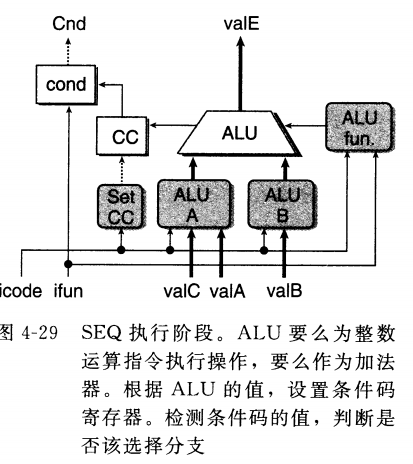 Cnd valE
cond
CC
ALU
ALU
fun.
Set
CC
ALU
A
ALU
B
icode ifun valC valA valB
图 4-29 SEQ 执行阶段。ALU 要么为整数
运算指令执行操作，要么作为加法
器。根据 ALU 的值，设置条件码
寄存器。检测条件码的值，判断是
否该选择分支